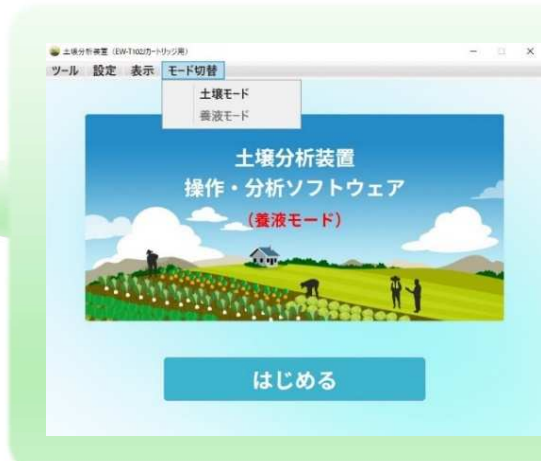 土壌分析装置（EW-T102Jカートリッジ用）
ツール 設定 表示 モード切替
土壌モード
養液モード
土壌分析装置
操作・分析ソフトウェア
（養液モード）
はじめる